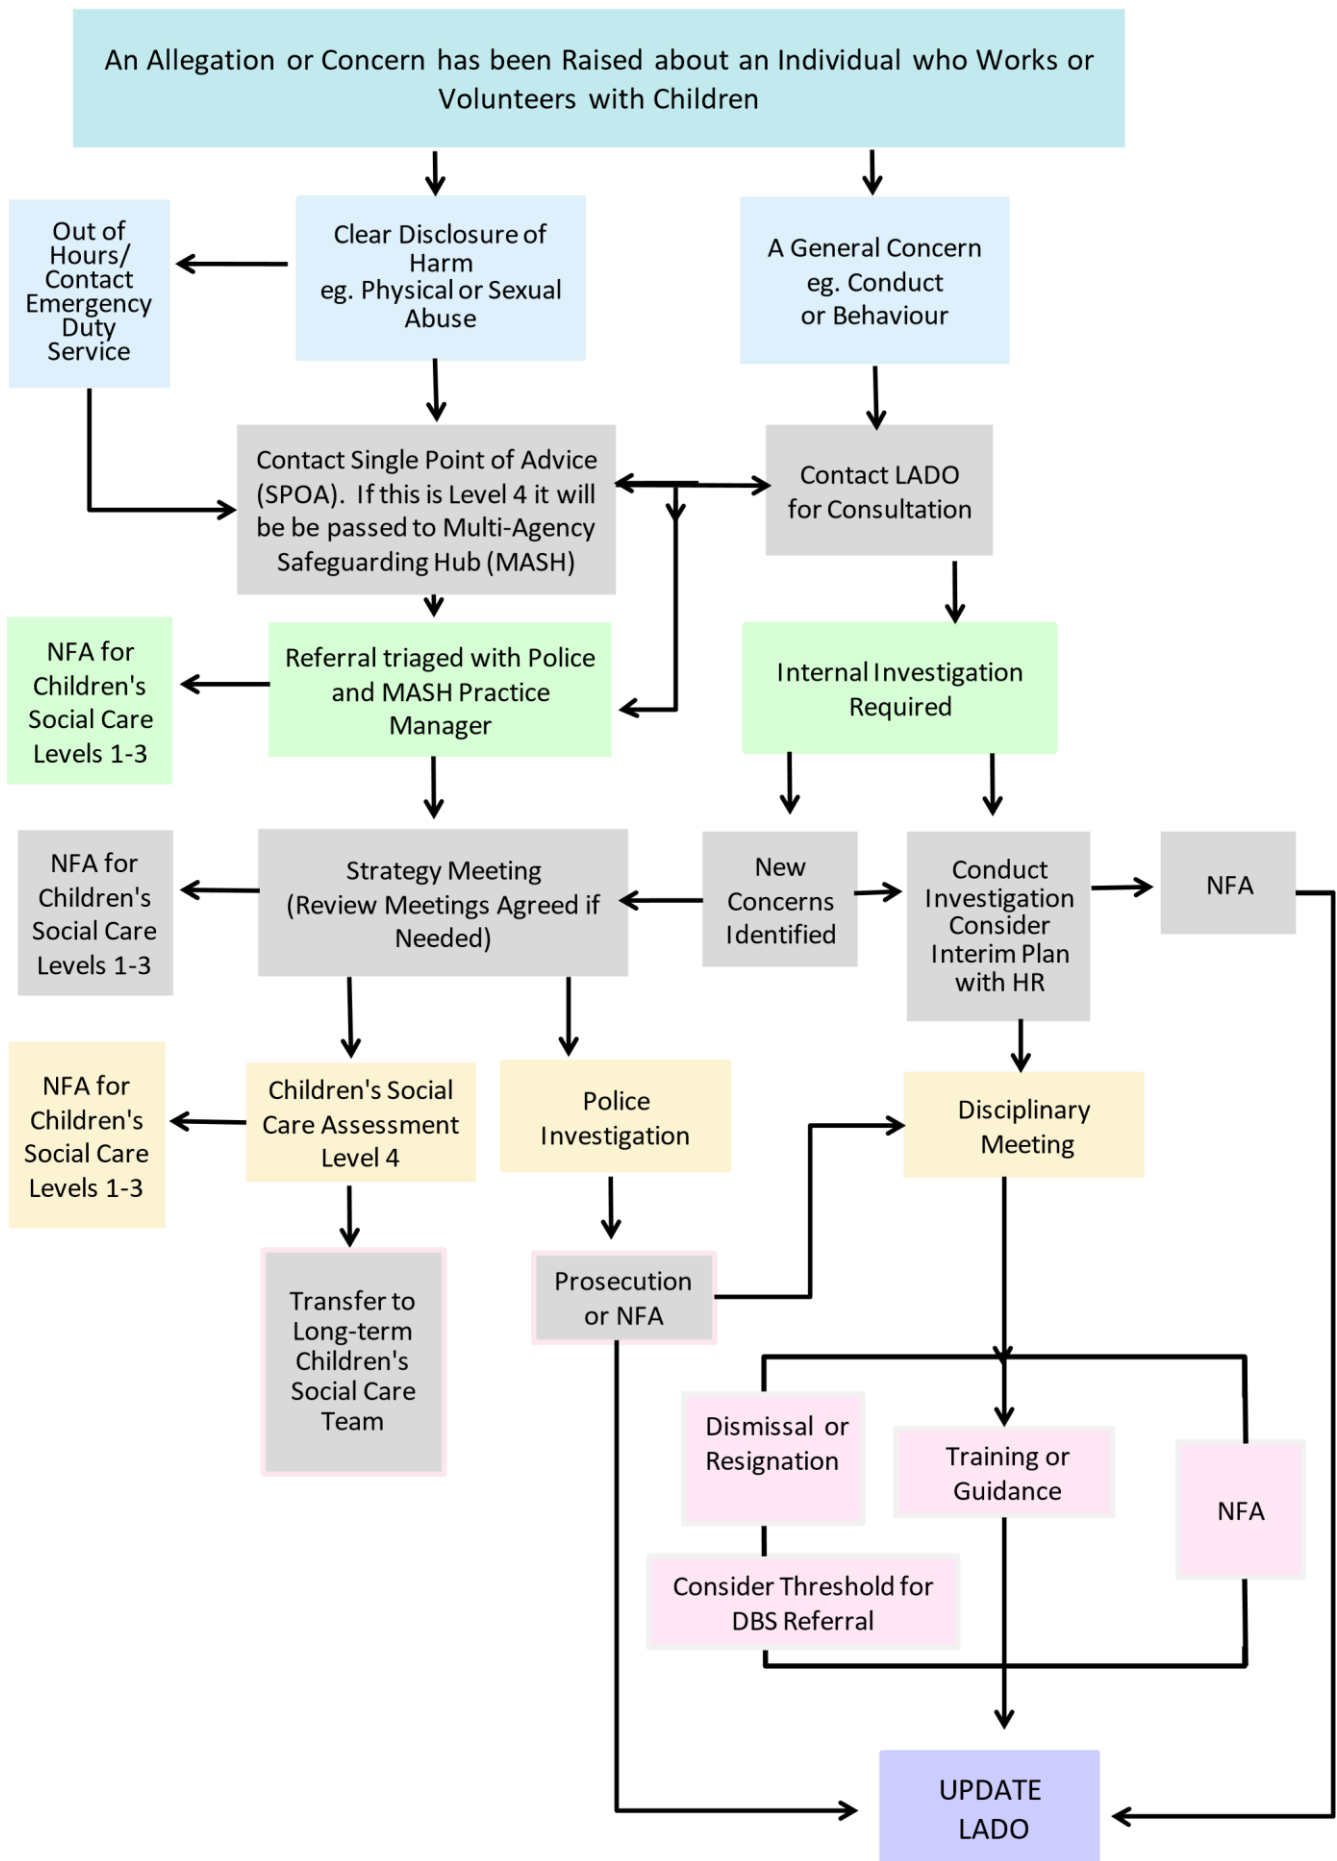 An Allegation or Concern has been Raised about an Individual who Works or
Volunteers with Children
Out of
Hours/
Contact
Emergency
Duty
Service
Clear Disclosure of
Harm
eg. Physical or Sexual
Abuse
A General Concern
eg. Conduct
or Behaviour
Contact Single Point of Advice
(SPOA).  If this is Level 4 it will
be be passed to Multi-Agency
Safeguarding Hub (MASH)
Contact LADO
for Consultation
NFA for
Children's
Social Care
Levels 1-3
Referral triaged with Police
and MASH Practice
Manager
Internal Investigation
Required
NFA for
Children's
Social Care
Levels 1-3
Strategy Meeting
(Review Meetings Agreed if
Needed)
New
Concerns
Identified
Conduct
Investigation
Consider
Interim Plan
with HR
NFA
NFA for
Children's
Social Care
Levels 1-3
Children's Social
Care Assessment
Level 4
Police
Investigation
Disciplinary
Meeting
Transfer to
Long-term
Children's
Social Care
Team
Prosecution
or NFA
Dismissal or
Resignation
Training or
Guidance
NFA
Consider Threshold for
DBS Referral
UPDATE
LADO